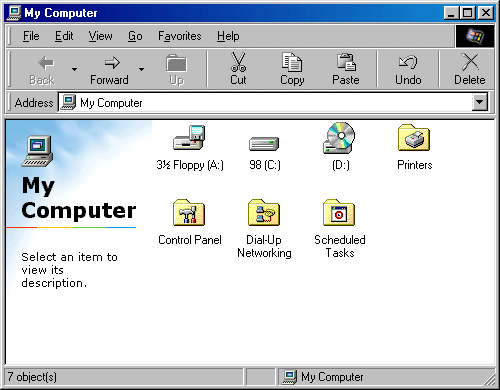 My Computer
File Edit View Go Favorites Help
Back Forward Up Cut Copy Paste Undo Delete
Address My Computer
My
Computer
Select an item to
view its
description.
3½ Floppy (A:) 98 (C:) (D:) Printers
Control Panel Dial-Up
Networking Scheduled
Tasks
7 object(s) My Computer